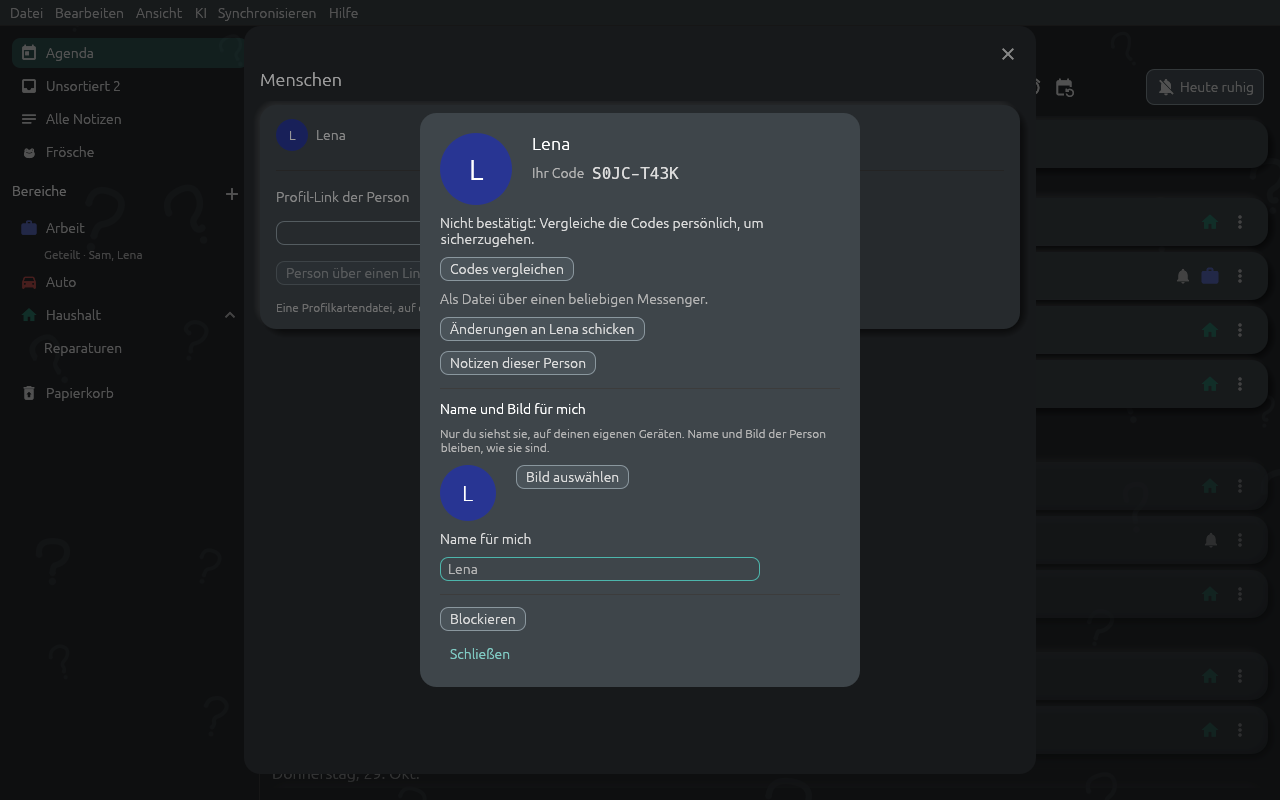 Datei Bearbeiten Ansicht KI Synchronisieren Hilfe
Agenda
Unsortiert 2
Alle Notizen
Frösche
Bereiche
Arbeit
Geteilt · Sam, Lena
Auto
Haushalt
Reparaturen
Papierkorb
Menschen
Heute ruhig
L Lena
Profil-Link der Person
Person über einen Lin
Eine Profilkartendatei, auf
L
Lena
Ihr Code S0JC-T43K
Nicht bestätigt: Vergleiche die Codes persönlich, um
sicherzugehen.
Codes vergleichen
Als Datei über einen beliebigen Messenger.
Änderungen an Lena schicken
Notizen dieser Person
Name und Bild für mich
Nur du siehst sie, auf deinen eigenen Geräten. Name und Bild der Person
bleiben, wie sie sind.
L
Bild auswählen
Name für mich
Lena
Blockieren
Schließen
Donnerstag, 29. Okt.